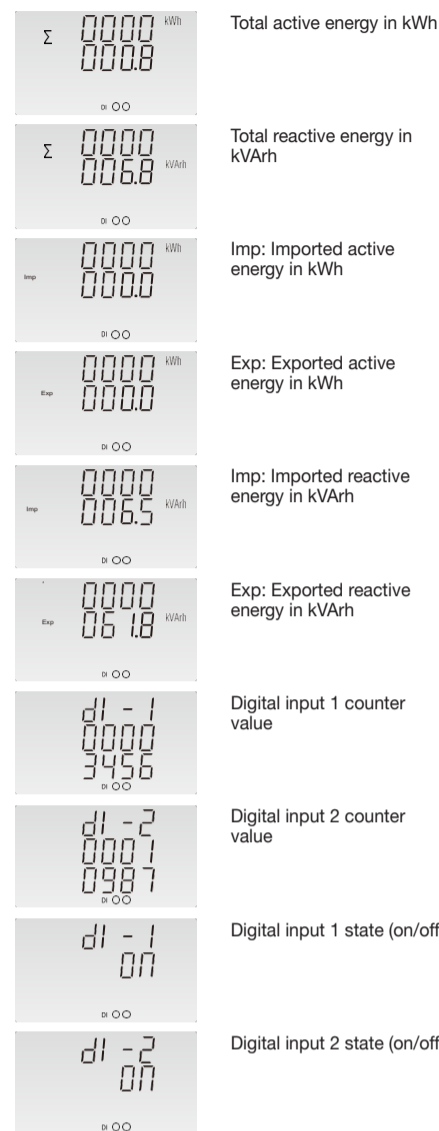 Σ 0000 kWh
000.8
DI
Total active energy in kWh
Σ 0000
006.8 kVArh
DI
Total reactive energy in
kVArh
0000 kWh
Imp 000.0
DI
Imp: Imported active
energy in kWh
0000 kWh
Exp 000.0
DI
Exp: Exported active
energy in kWh
0000
Imp 006.5 kVArh
DI
Imp: Imported reactive
energy in kVArh
0000
Exp 061.8 kVArh
DI
Exp: Exported reactive
energy in kVArh
dI - 1
0000
3456
DI
Digital input 1 counter
value
dI - 2
0007
0987
DI
Digital input 2 counter
value
dI - 1
ON
DI
Digital input 1 state (on/off
dI - 2
ON
DI
Digital input 2 state (on/off